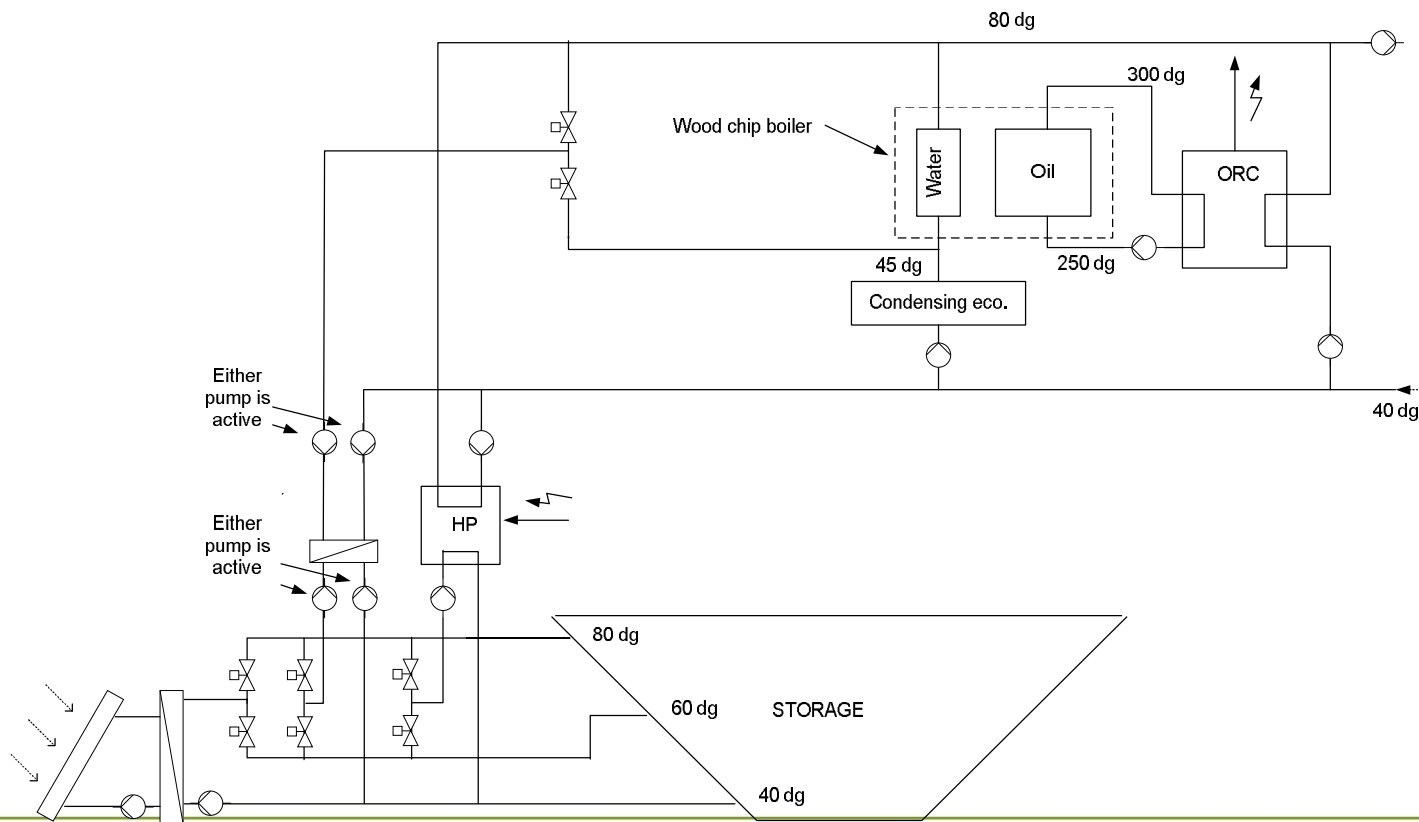 80 dg
300 dg
Wood chip boiler
Water
Oil
ORC
45 dg
250 dg
Condensing eco.
40 dg
Either
pump is
active
HP
Either
pump is
active
80 dg
60 dg
STORAGE
40 dg